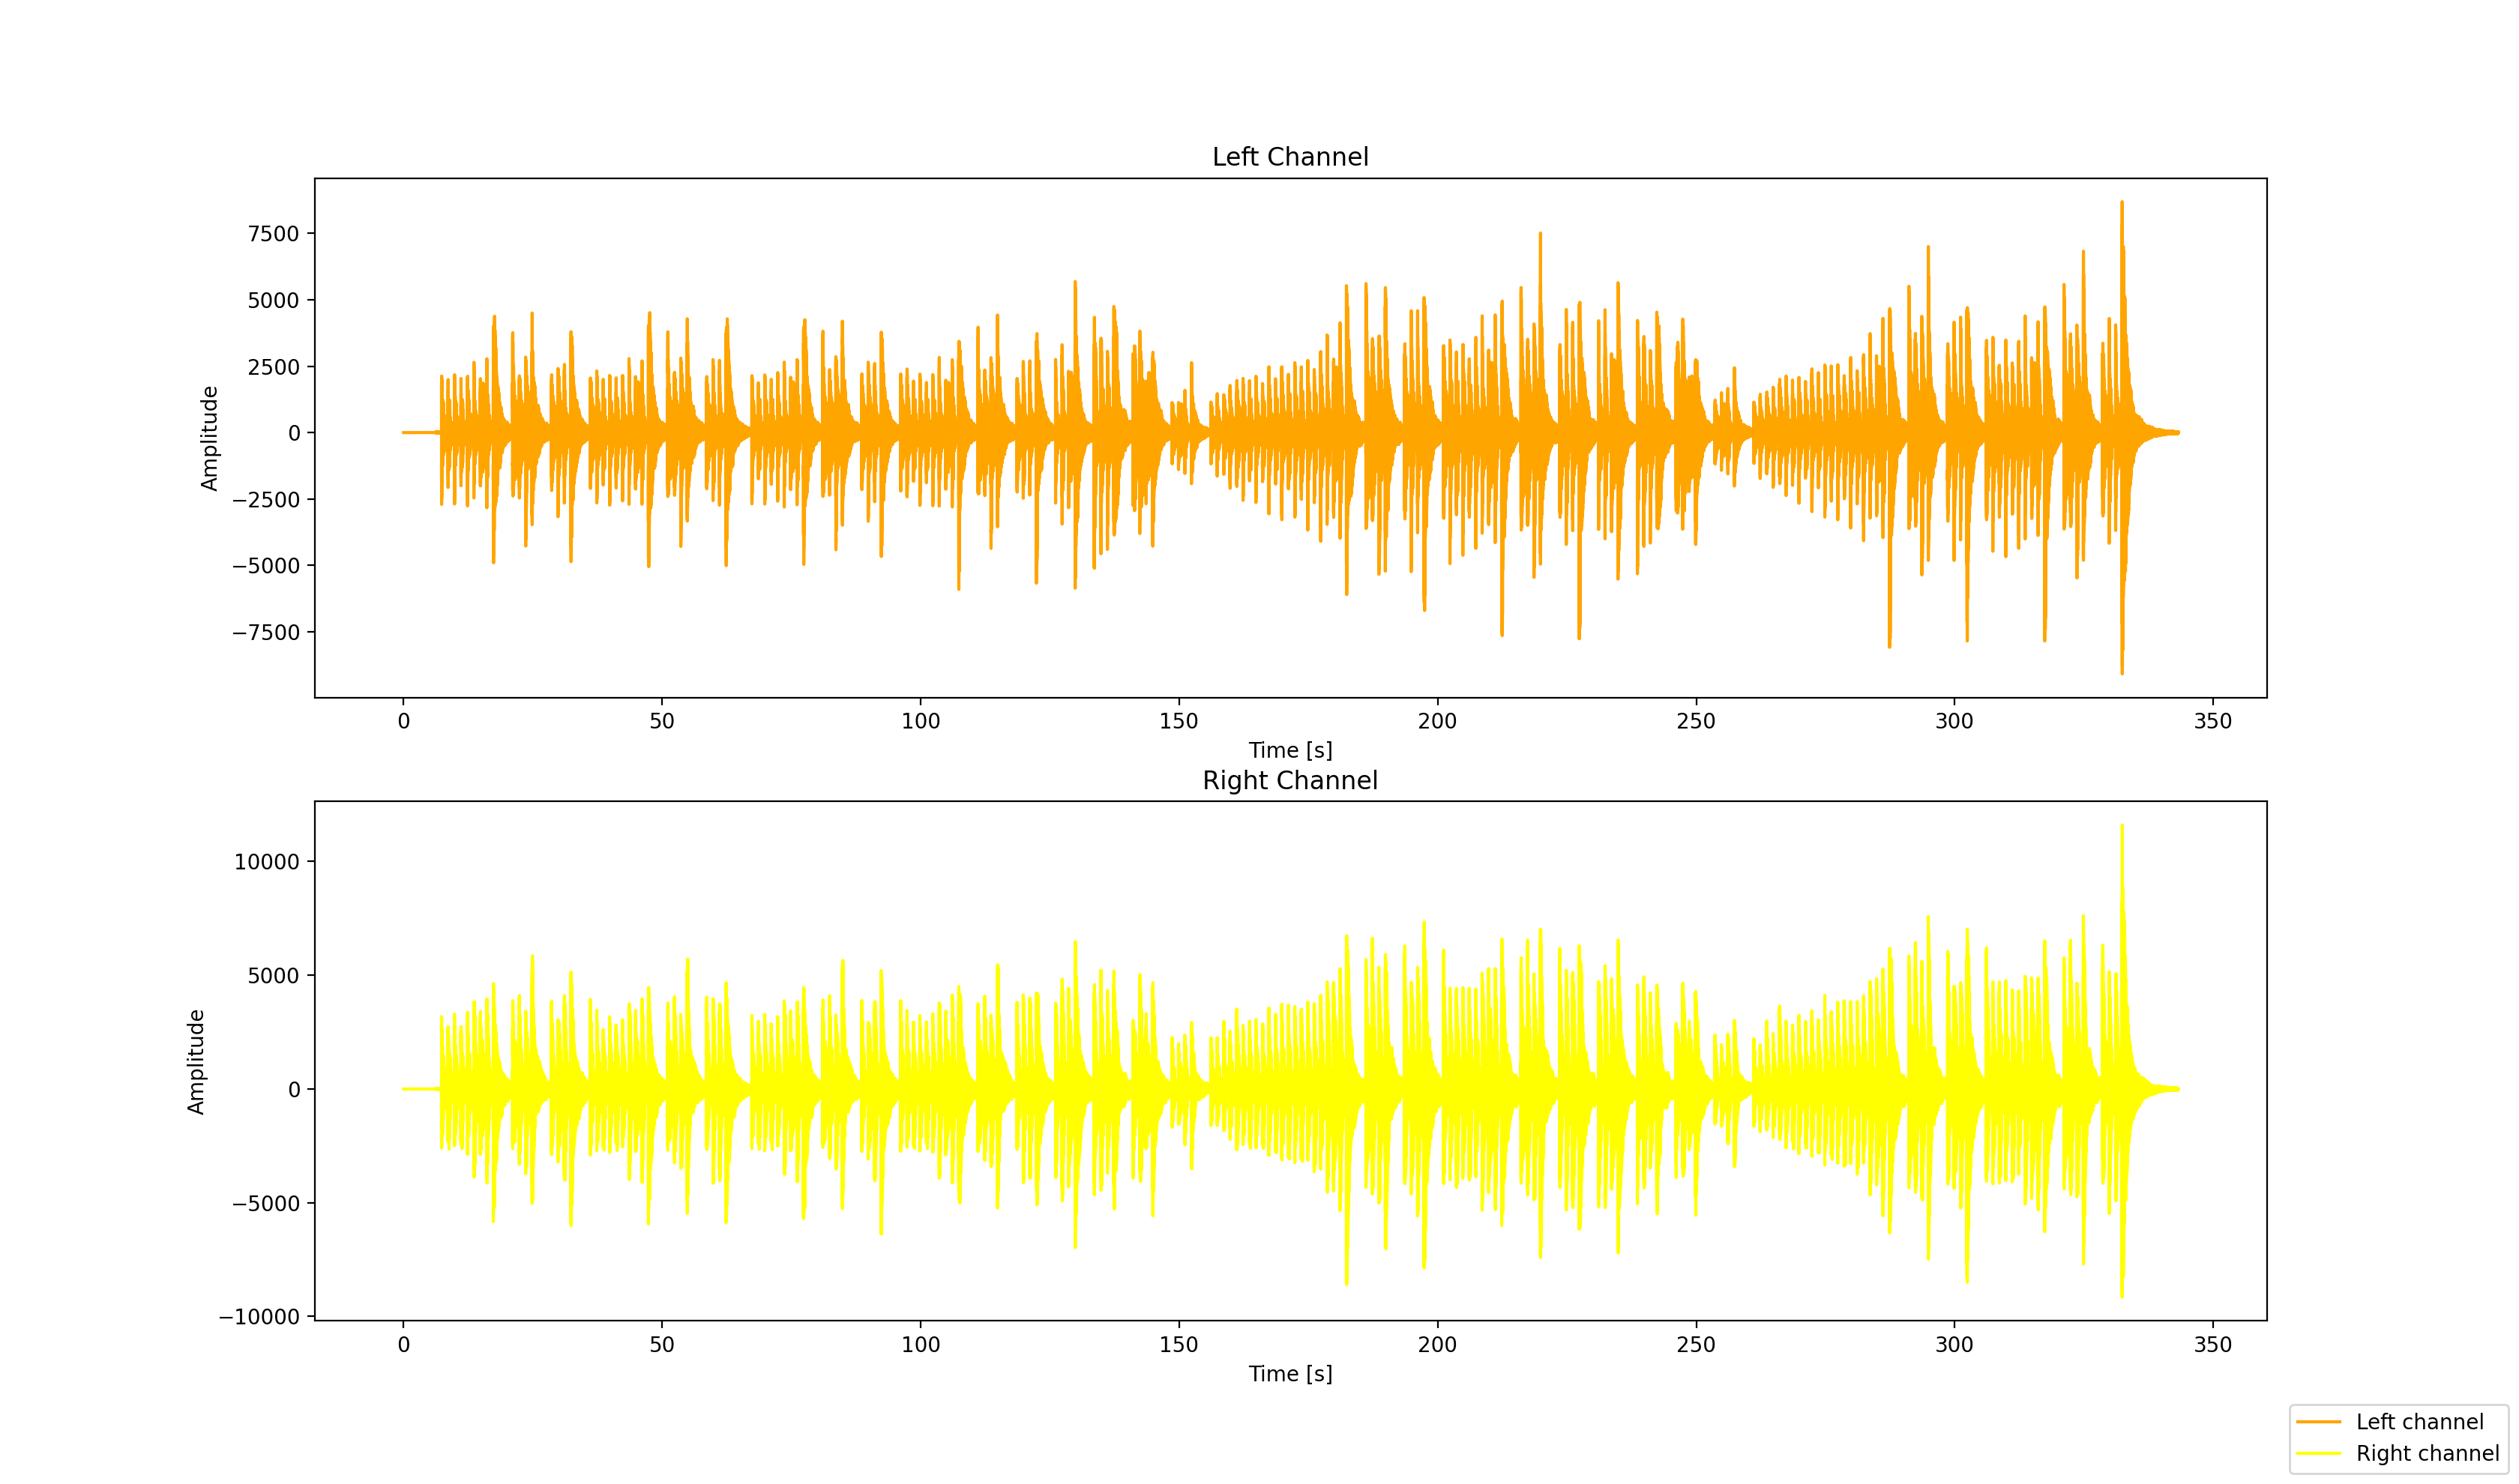 Left Channel
7500
5000
2500
0
−2500
−5000
−7500
Amplitude
0 50 100 150 200 250 300 350
Time [s]
Right Channel
10000
5000
0
−5000
−10000
Amplitude
0 50 100 150 200 250 300 350
Time [s]
Left channel
Right channel